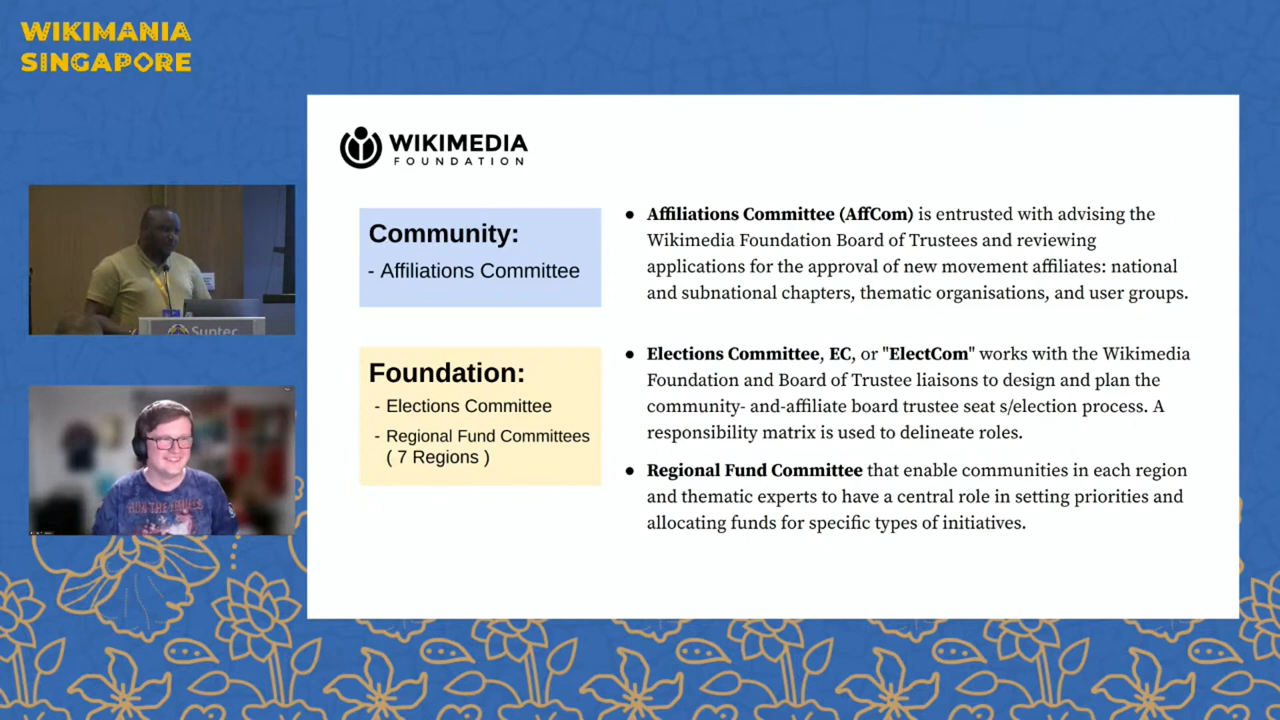 WIKIMANIA
SINGAPORE
WIKIMEDIA
FOUNDATION
Community:
- Affiliations Committee
Foundation:
- Elections Committee
- Regional Fund Committees
( 7 Regions )
● Affiliations Committee (AffCom) is entrusted with advising the
Wikimedia Foundation Board of Trustees and reviewing
applications for the approval of new movement affiliates: national
and subnational chapters, thematic organisations, and user groups.
● Elections Committee, EC, or "ElectCom" works with the Wikimedia
Foundation and Board of Trustee liaisons to design and plan the
community- and-affiliate board trustee seat s/election process. A
responsibility matrix is used to delineate roles.
● Regional Fund Committee that enable communities in each region
and thematic experts to have a central role in setting priorities and
allocating funds for specific types of initiatives.
Suntec